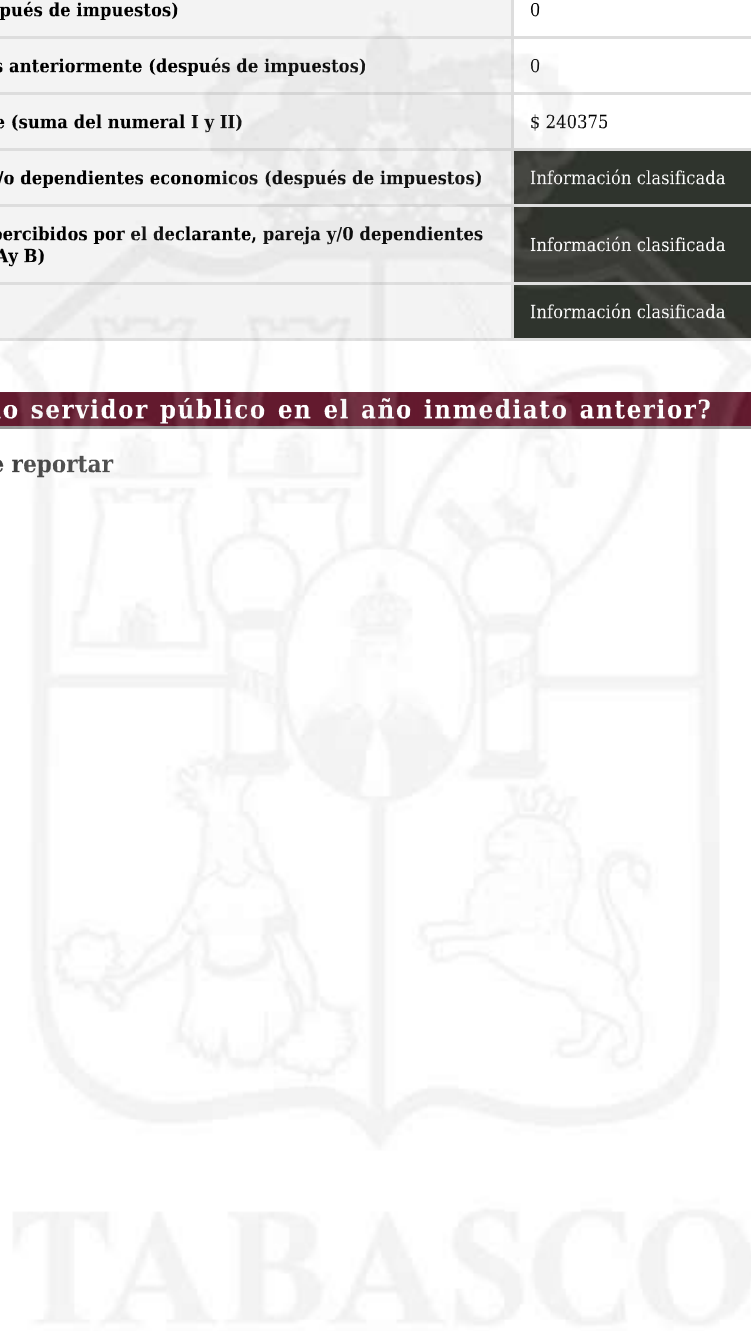 pués de impuestos)
0
s anteriormente (después de impuestos)
0
e (suma del numeral I y II)
$ 240375
/o dependientes economicos (después de impuestos)
Información clasificada
percibidos por el declarante, pareja y/0 dependientes
Ay B)
Información clasificada
Información clasificada
o servidor público en el año inmediato anterior?
e reportar
TABASCO